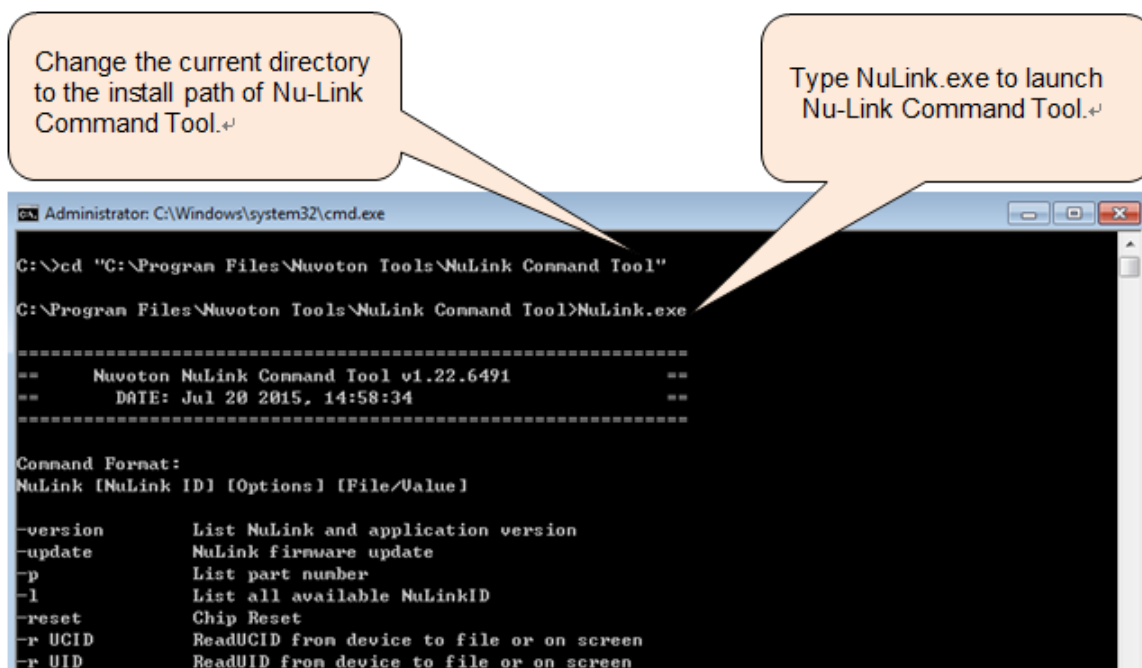 Change the current directory
to the install path of Nu-Link
Command Tool.↵
Type NuLink.exe to launch
Nu-Link Command Tool.↵
Administrator: C:\Windows\system32\cmd.exe
C:\>cd "C:\Program Files\Nuvoton Tools\NuLink Command Tool"
C:\Program Files\Nuvoton Tools\NuLink Command Tool>NuLink.exe
==============================================================
== Nuvoton NuLink Command Tool v1.22.6491 ==
== DATE: Jul 20 2015, 14:58:34 ==
==============================================================
Command Format:
NuLink [NuLink ID] [Options] [File/Value]
-version List NuLink and application version
-update NuLink firmware update
-p List part number
-l List all available NuLinkID
-reset Chip Reset
-r UCID ReadUCID from device to file or on screen
-r UID ReadUID from device to file or on screen